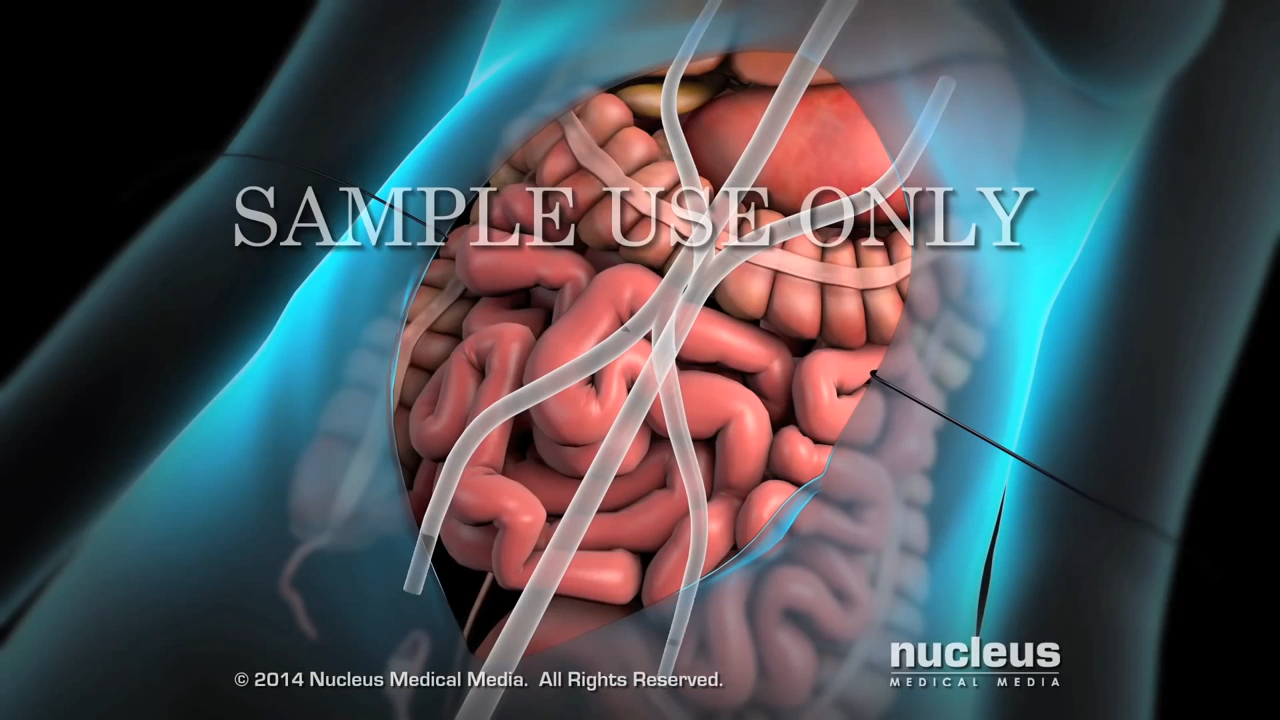 SAMPLE USE ONLY
© 2014 Nucleus Medical Media.  All Rights Reserved.
nucleus
MEDICAL MEDIA